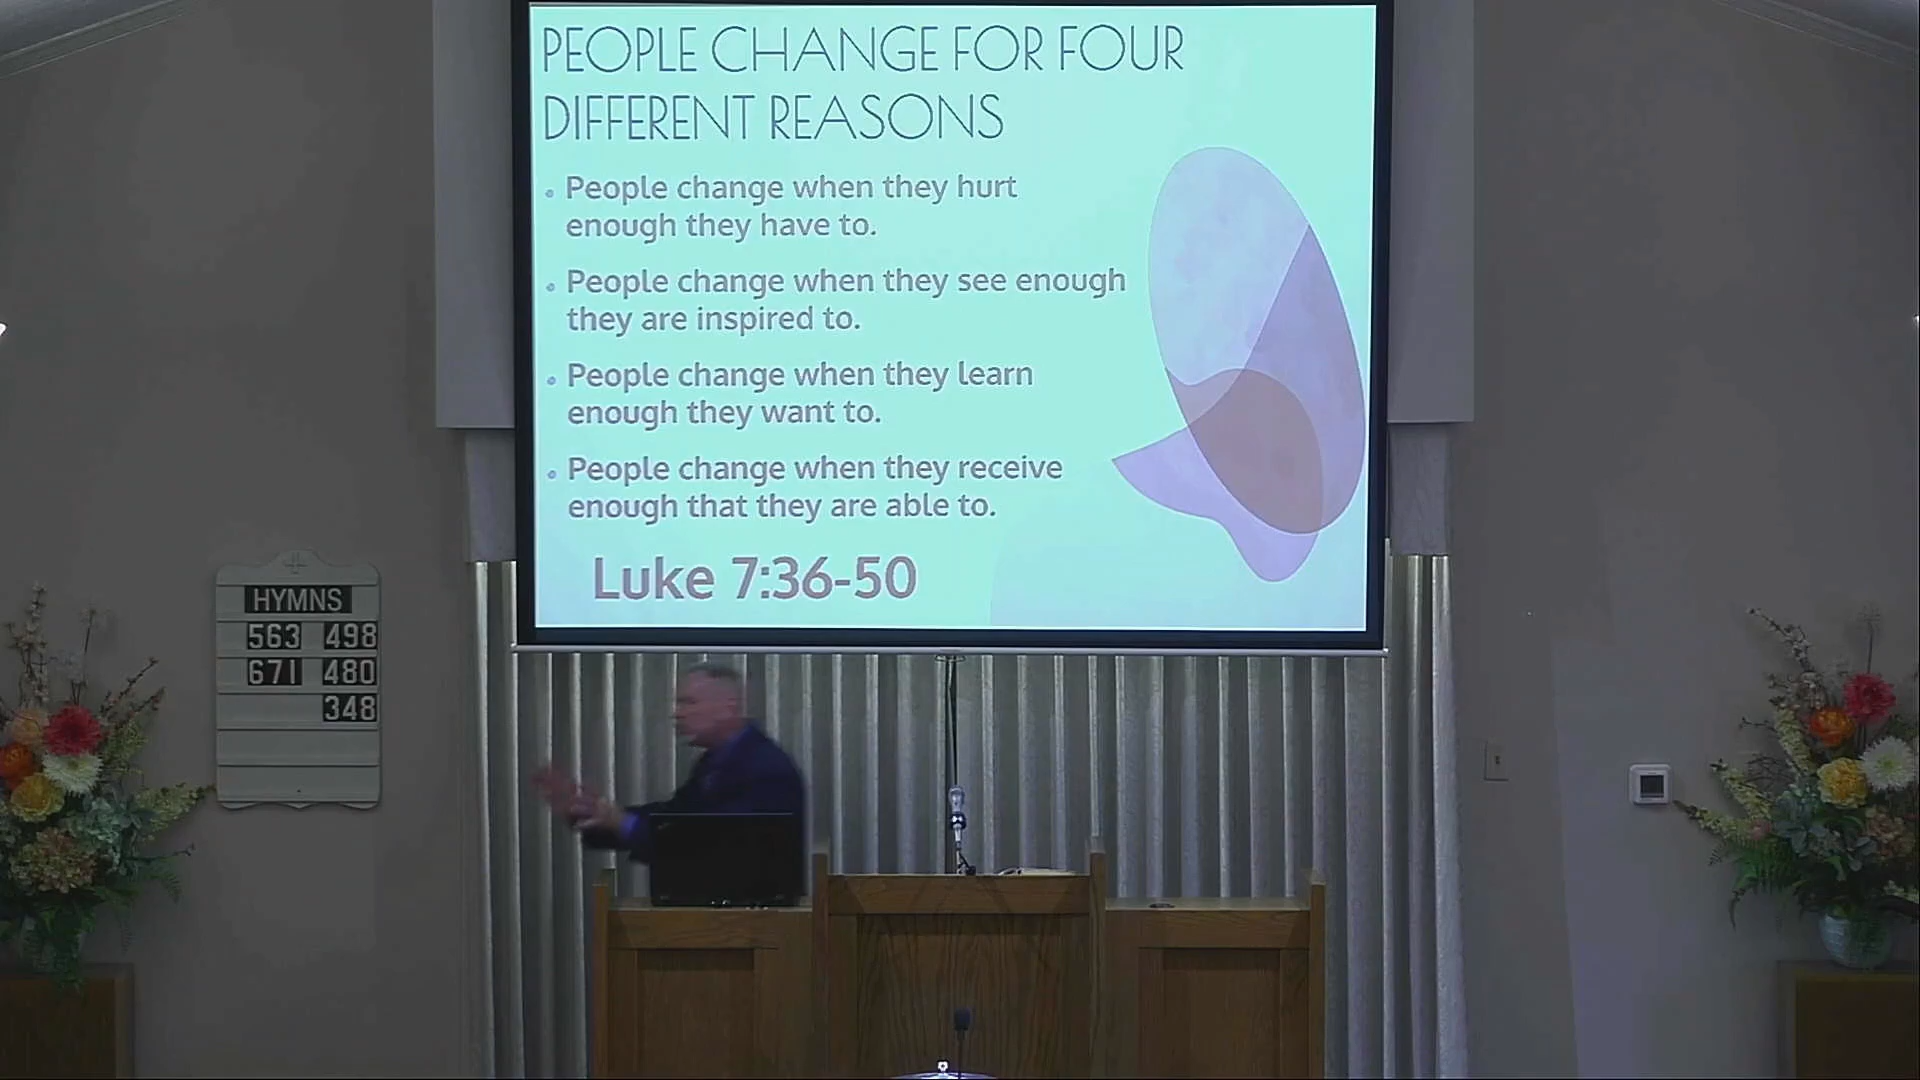 PEOPLE CHANGE FOR FOUR
DIFFERENT REASONS
People change when they hurt
enough they have to.
People change when they see enough
they are inspired to.
People change when they learn
enough they want to.
People change when they receive
enough that they are able to.
Luke 7:36-50
HYMNS
563 498
671 480
348